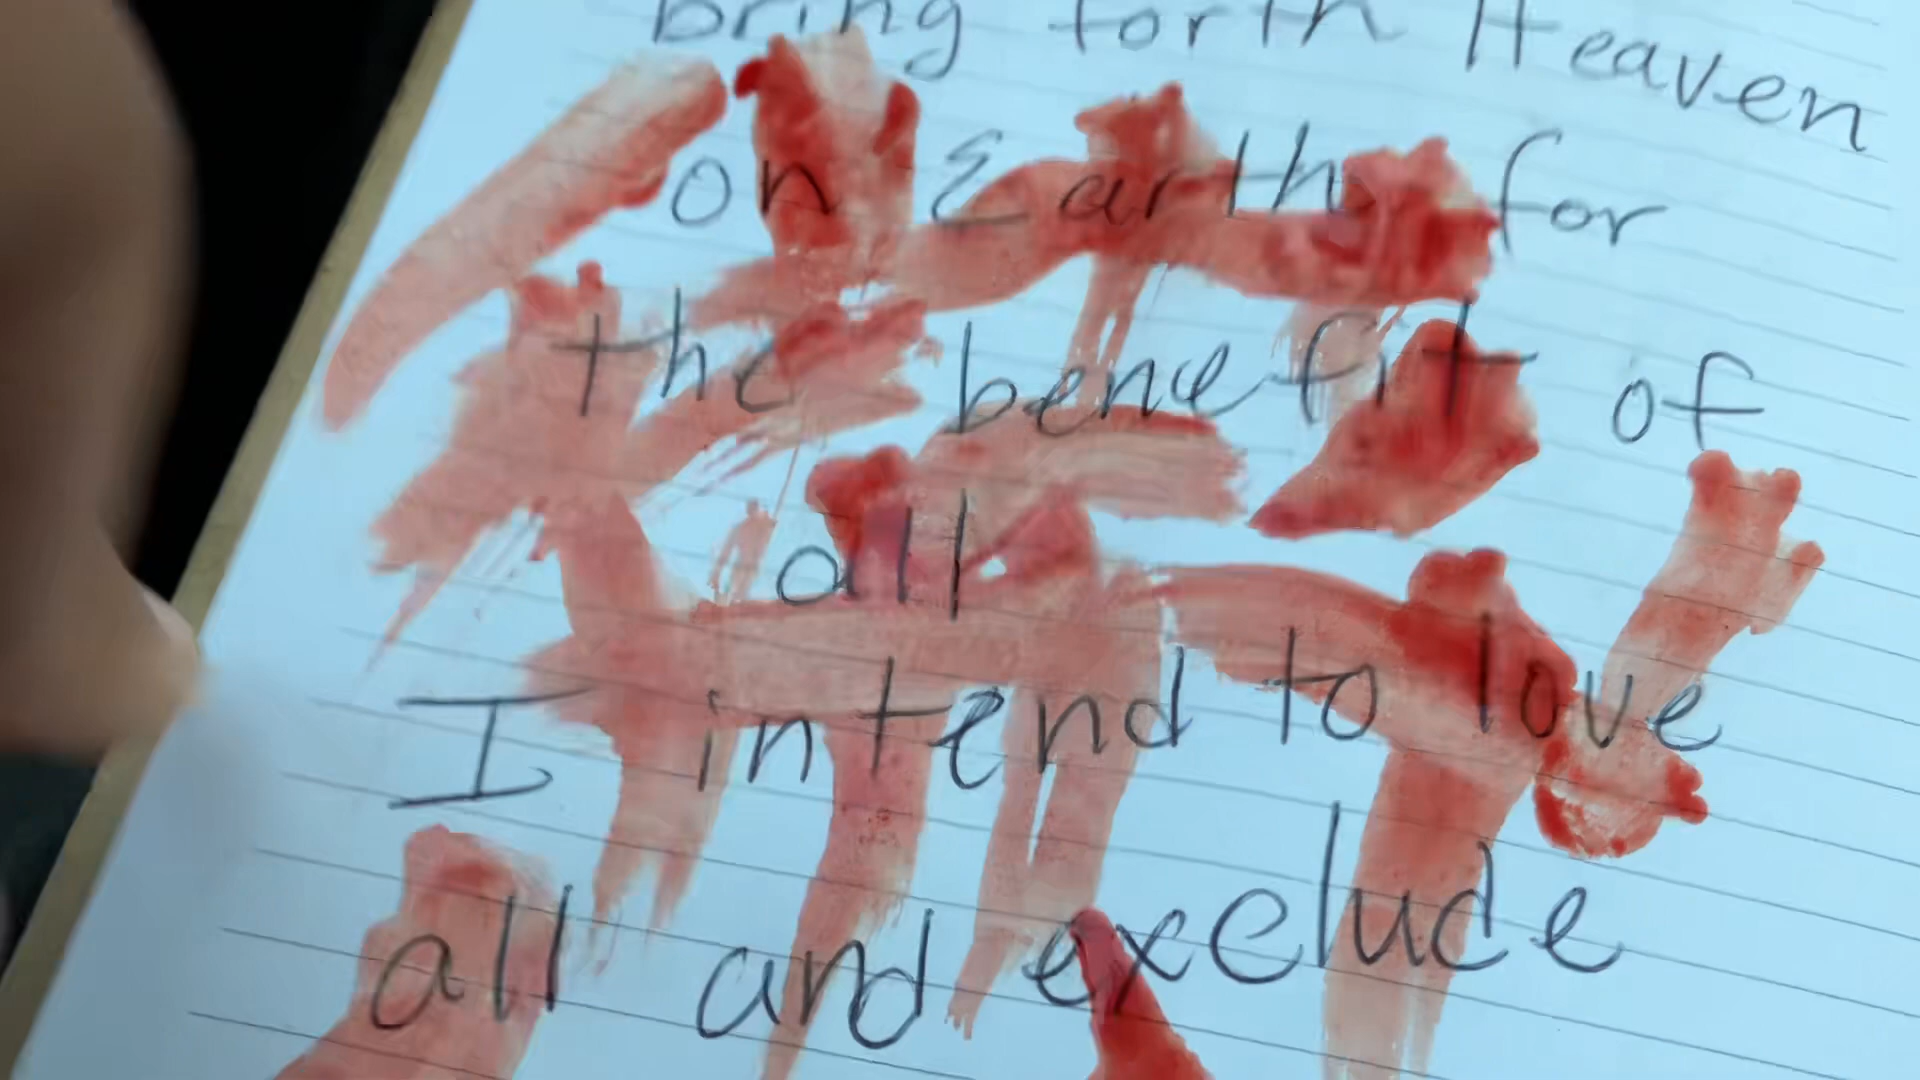 bring forth Heaven
on Earth for
the benefit of
all
I intend to love
all and exclude